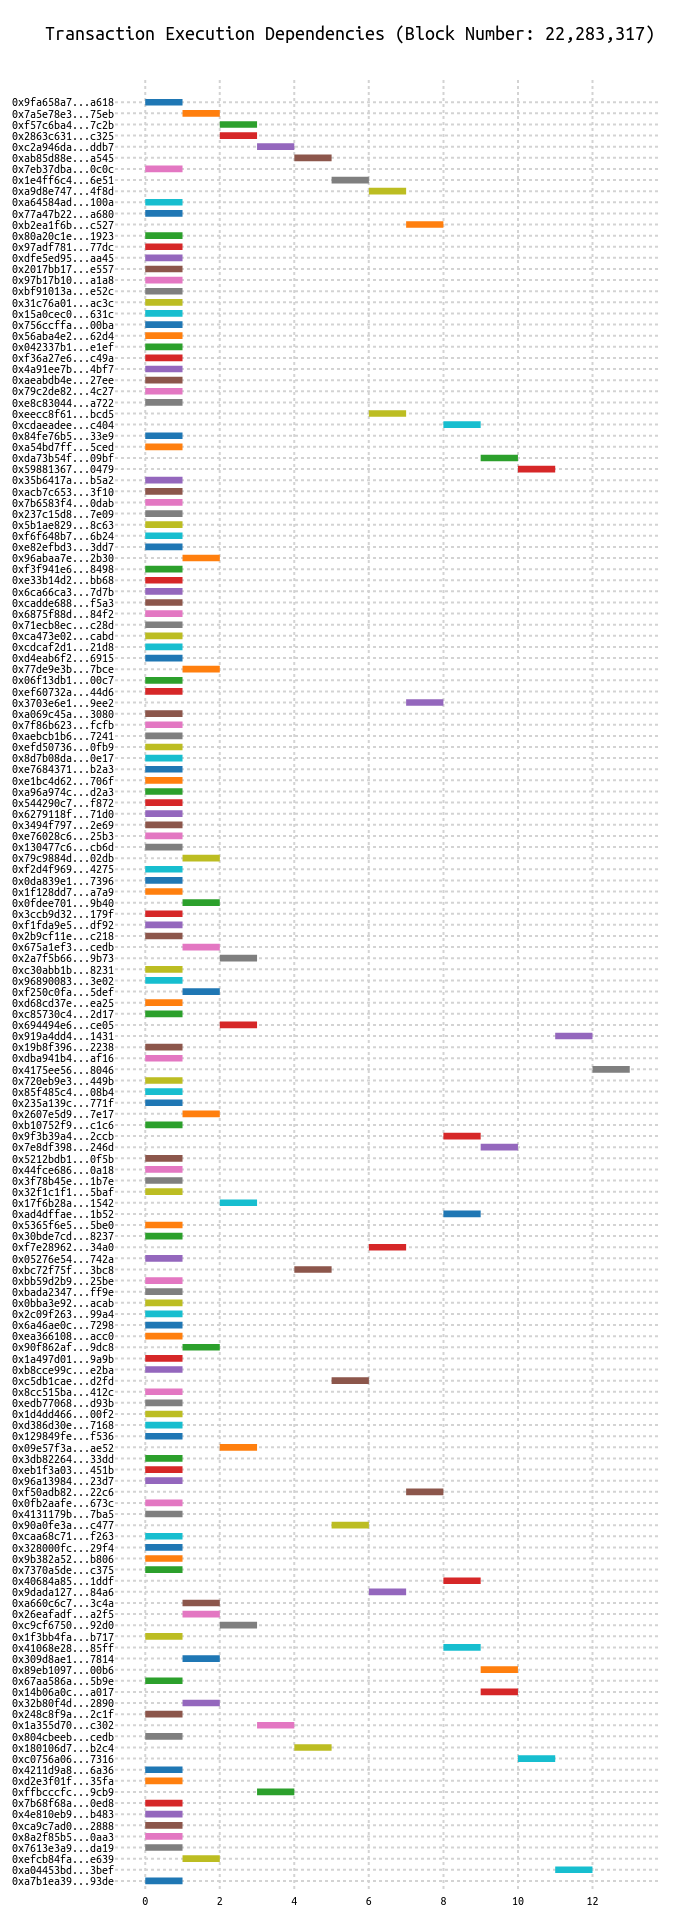 Transaction Execution Dependencies (Block Number: 22,283,317)
0x9fa658a7...a618
0x7a5e78e3...75eb
0xf57c6ba4...7c2b
0x2863c631...c325
0xc2a946da...ddb7
0xab85d88e...a545
0x7eb37dba...0c0c
0x1e4ff6c4...6e51
0xa9d8e747...4f8d
0xa64584ad...100a
0x77a47b22...a680
0xb2ea1f6b...c527
0x80a20c1e...1923
0x97adf781...77dc
0xdfe5ed95...aa45
0x2017bb17...e557
0x97b17b10...a1a8
0xbf91013a...e52c
0x31c76a01...ac3c
0x15a0cec0...631c
0x756ccffa...00ba
0x56aba4e2...62d4
0x042337b1...e1ef
0xf36a27e6...c49a
0x4a91ee7b...4bf7
0xaeabdb4e...27ee
0x79c2de82...4c27
0xe8c83044...a722
0xeecc8f61...bcd5
0xcdaeadee...c404
0x84fe76b5...33e9
0xa54bd7ff...5ced
0xda73b54f...09bf
0x59881367...0479
0x35b6417a...b5a2
0xacb7c653...3f10
0x7b6583f4...0dab
0x237c15d8...7e09
0x5b1ae829...8c63
0xf6f648b7...6b24
0xe82efbd3...3dd7
0x96abaa7e...2b30
0xf3f941e6...8498
0xe33b14d2...bb68
0x6ca66ca3...7d7b
0xcadde688...f5a3
0x6875f88d...84f2
0x71ecb8ec...c28d
0xca473e02...cabd
0xcdcaf2d1...21d8
0xd4eab6f2...6915
0x77de9e3b...7bce
0x06f13db1...00c7
0xef60732a...44d6
0x3703e6e1...9ee2
0xa069c45a...3080
0x7f86b623...fcfb
0xaebcb1b6...7241
0xefd50736...0fb9
0x8d7b08da...0e17
0xe7684371...b2a3
0xe1bc4d62...706f
0xa96a974c...d2a3
0x544290c7...f872
0x6279118f...71d0
0x3494f797...2e69
0xe76028c6...25b3
0x130477c6...cb6d
0x79c9884d...02db
0xf2d4f969...4275
0x0da839e1...7396
0x1f128dd7...a7a9
0x0fdee701...9b40
0x3ccb9d32...179f
0xf1fda9e5...df92
0x2b9cf11e...c218
0x675a1ef3...cedb
0x2a7f5b66...9b73
0xc30abb1b...8231
0x96890083...3e02
0xf250c0fa...5def
0xd68cd37e...ea25
0xc85730c4...2d17
0x694494e6...ce05
0x919a4dd4...1431
0x19b8f396...2238
0xdba941b4...af16
0x4175ee56...8046
0x720eb9e3...449b
0x85f485c4...08b4
0x235a139c...771f
0x2607e5d9...7e17
0xb10752f9...c1c6
0x9f3b39a4...2ccb
0x7e8df398...246d
0x5212bdb1...0f5b
0x44fce686...0a18
0x3f78b45e...1b7e
0x32f1c1f1...5baf
0x17f6b28a...1542
0xad4dffae...1b52
0x5365f6e5...5be0
0x30bde7cd...8237
0xf7e28962...34a0
0x05276e54...742a
0xbc72f75f...3bc8
0xbb59d2b9...25be
0xbada2347...ff9e
0x0bba3e92...acab
0x2c09f263...99a4
0x6a46ae0c...7298
0xea366108...acc0
0x90f862af...9dc8
0x1a497d01...9a9b
0xb8cce99c...e2ba
0xc5db1cae...d2fd
0x8cc515ba...412c
0xedb77068...d93b
0x1d4dd466...00f2
0xd386d30e...7168
0x129849fe...f536
0x09e57f3a...ae52
0x3db82264...33dd
0xeb1f3a03...451b
0x96a13984...23d7
0xf50adb82...22c6
0x0fb2aafe...673c
0x4131179b...7ba5
0x90a0fe3a...c477
0xcaa68c71...f263
0x328000fc...29f4
0x9b382a52...b806
0x7370a5de...c375
0x40684a85...1ddf
0x9dada127...84a6
0xa660c6c7...3c4a
0x26eafadf...a2f5
0xc9cf6750...92d0
0x1f3bb4fa...b717
0x41068e28...85ff
0x309d8ae1...7814
0x89eb1097...00b6
0x67aa586a...5b9e
0x14b06a0c...a017
0x32b80f4d...2890
0x248c8f9a...2c1f
0x1a355d70...c302
0x804cbeeb...cedb
0x180106d7...b2c4
0xc0756a06...7316
0x4211d9a8...6a36
0xd2e3f01f...35fa
0xffbcccfc...9cb9
0x7b68f68a...0ed8
0x4e810eb9...b483
0xca9c7ad0...2888
0x8a2f85b5...0aa3
0x7613e3a9...da19
0xefcb84fa...e639
0xa04453bd...3bef
0xa7b1ea39...93de
0 2 4 6 8 10 12